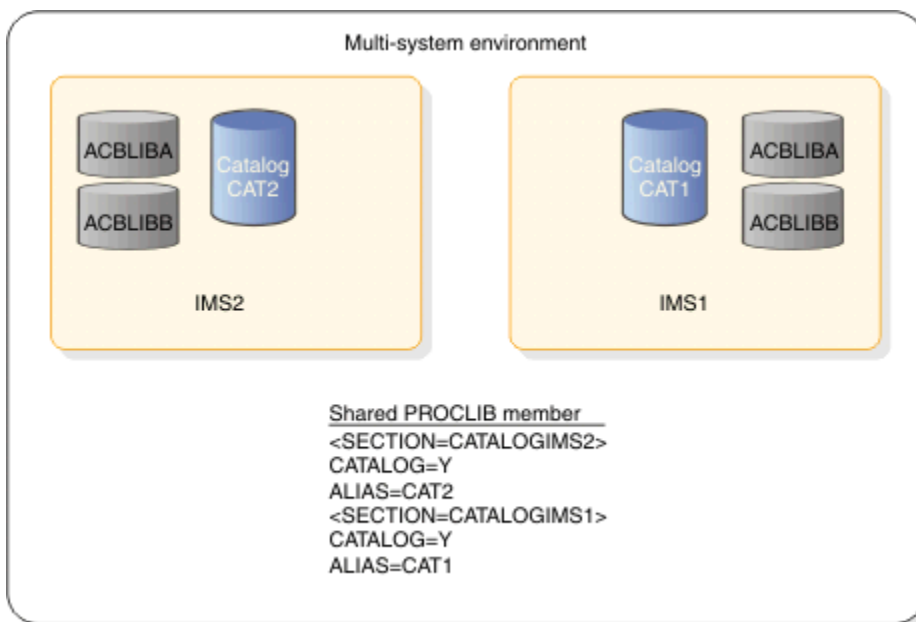 Multi-system environment
ACBLIBA
ACBLIBB
Catalog
CAT2
IMS2
Catalog
CAT1
ACBLIBA
ACBLIBB
IMS1
Shared PROCLIB member
<SECTION=CATALOGIMS2>
CATALOG=Y
ALIAS=CAT2
<SECTION=CATALOGIMS1>
CATALOG=Y
ALIAS=CAT1